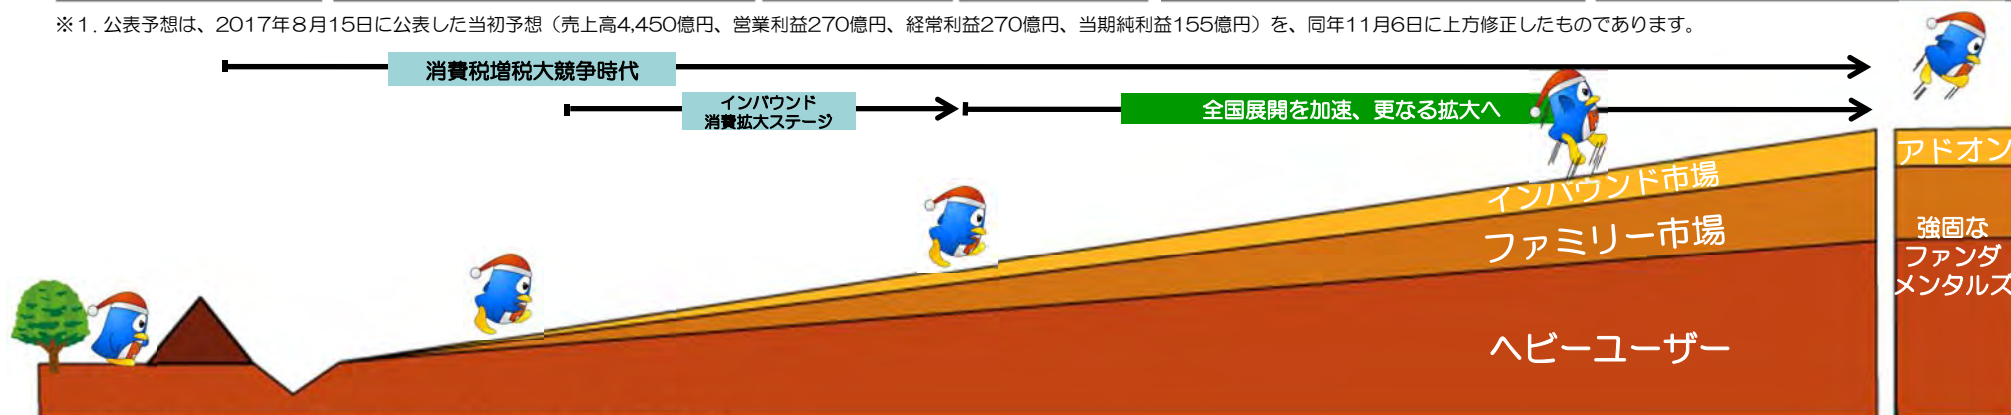 ※1. 公表予想は、2017年8月15日に公表した当初予想（売上高4,450億円、営業利益270億円、経常利益270億円、当期純利益155億円）を、同年11月6日に上方修正したものであります。
消費税増税大競争時代
インバウンド
消費拡大ステージ
全国展開を加速、更なる拡大へ
アドオン
インバウンド市場
ファミリー市場
強固な
ファンダ
メンタルズ
ヘビーユーザー